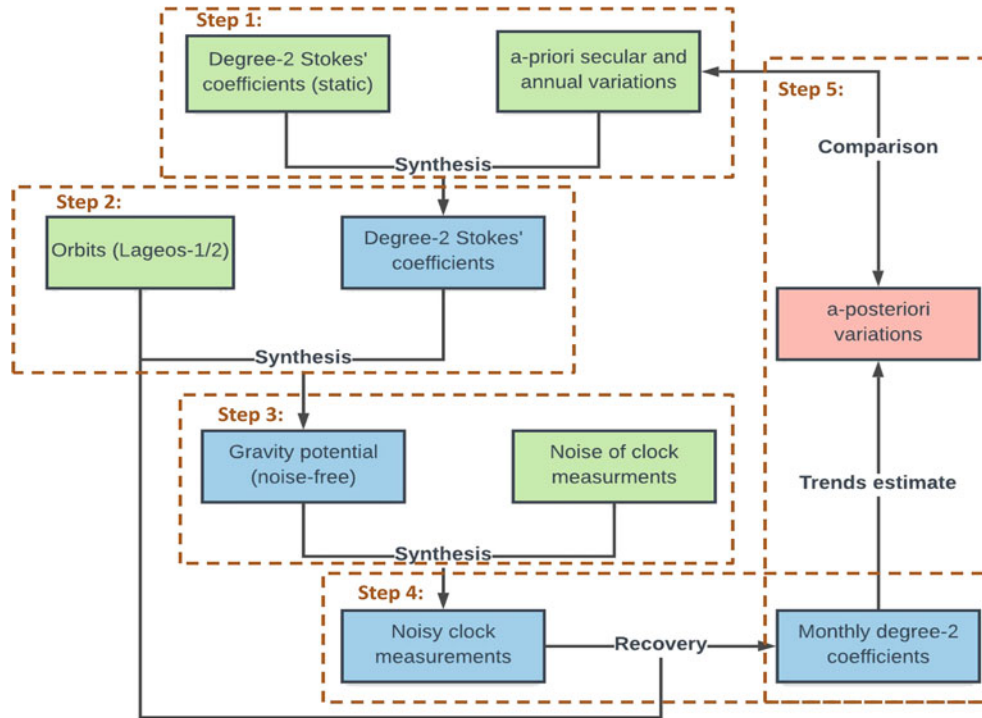 Step 1:
Degree-2 Stokes'
coefficients (static)
a-priori secular and
annual variations
Step 5:
Synthesis
Comparison
Step 2:
Orbits (Lageos-1/2)
Degree-2 Stokes'
coefficients
a-posteriori
variations
Synthesis
Step 3:
Gravity potential
(noise-free)
Noise of clock
measurments
Trends estimate
Synthesis
Step 4:
Noisy clock
measurements
Recovery
Monthly degree-2
coefficients